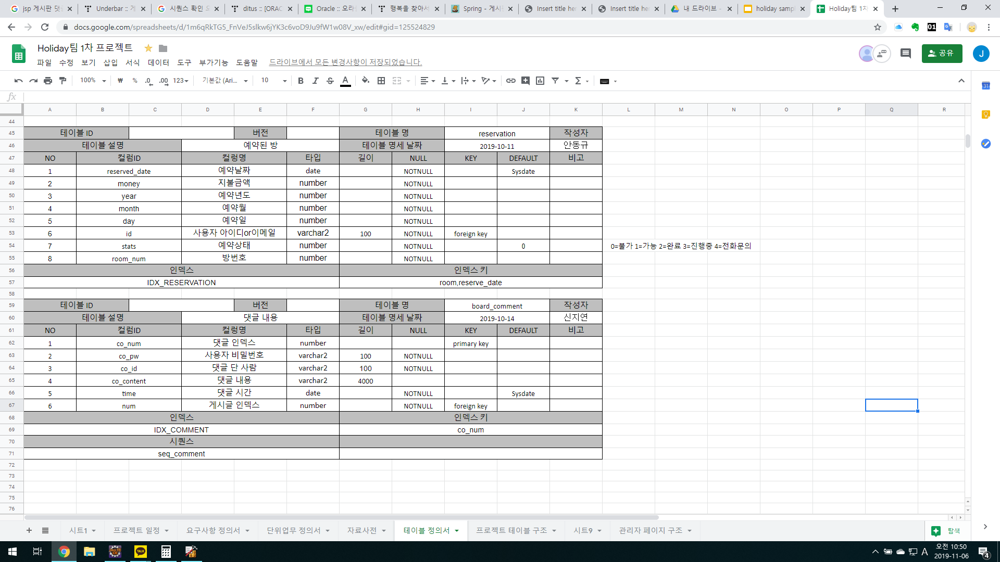 jsp 게시판 댓글
Underbar :: 게
시퀀스 확인 오
ditus :: [ORAC
Oracle :: 오라클
행복을 찾아서
Spring - 게시판
Insert title her
Insert title her
내 드라이브 -
holiday sampl
Holiday팀 1차
docs.google.com/spreadsheets/d/1m6qRkTG5_FnVeJ5slkw6jYK3c6voD9Ju9fW1w08V_xw/edit#gid=125524829
01
Holiday팀 1차 프로젝트
파일 수정 보기 삽입 서식 데이터 도구 부가기능 도움말 드라이브에서 모든 변경사항이 저장되었습니다.
공유
J
100% ₩ % .0 .00 123 기본값 (Ari... 10 B I S A Σ
31
fx
A B C D E F G H I J K L M N O P Q R
44
45 테이블 ID 버전 테이블 명 reservation 작성자
46 테이블 설명 예약된 방 테이블 명세 날짜 2019-10-11 안동규
47 NO 컬럼ID 컬렁명 타입 길이 NULL KEY DEFAULT 비고
48 1 reserved_date 예약날짜 date NOTNULL Sysdate
49 2 money 지불금액 number NOTNULL
50 3 year 예약년도 number NOTNULL
51 4 month 예약월 number NOTNULL
52 5 day 예약일 number NOTNULL
53 6 id 사용자 아이디or이메일 varchar2 100 NOTNULL foreign key
54 7 stats 예약상태 number NOTNULL 0 0=불가 1=가능 2=완료 3=진행중 4=전화문의
55 8 room_num 방번호 number NOTNULL
56 인덱스 인덱스 키
57 IDX_RESERVATION room,reserve_date
58
59 테이블 ID 버전 테이블 명 board_comment 작성자
60 테이블 설명 댓글 내용 테이블 명세 날짜 2019-10-14 신지연
61 NO 컬럼ID 컬렁명 타입 길이 NULL KEY DEFAULT 비고
62 1 co_num 댓글 인덱스 number primary key
63 2 co_pw 사용자 비밀번호 varchar2 100 NOTNULL
64 3 co_id 댓글 단 사람 varchar2 100 NOTNULL
65 4 co_content 댓글 내용 varchar2 4000
66 5 time 댓글 시간 date NOTNULL Sysdate
67 6 num 게시글 인덱스 number NOTNULL foreign key
68 인덱스 인덱스 키
69 IDX_COMMENT co_num
70 시퀀스
71 seq_comment
72
73
74
75
76
시트1 프로젝트 일정 요구사항 정의서 단위업무 정의서 자료사전 테이블 정의서 프로젝트 테이블 구조 시트9 관리자 페이지 구조 탐색
TALK
A
오전 10:50
2019-11-06
4